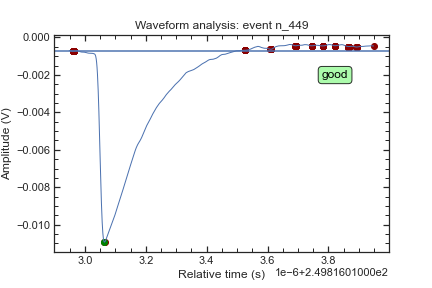 Waveform analysis: event n_449
Amplitude (V)
0.000
−0.002
−0.004
−0.006
−0.008
−0.010
good
3.0 3.2 3.4 3.6 3.8
1e−6+2.4981601000e2
Relative time (s)